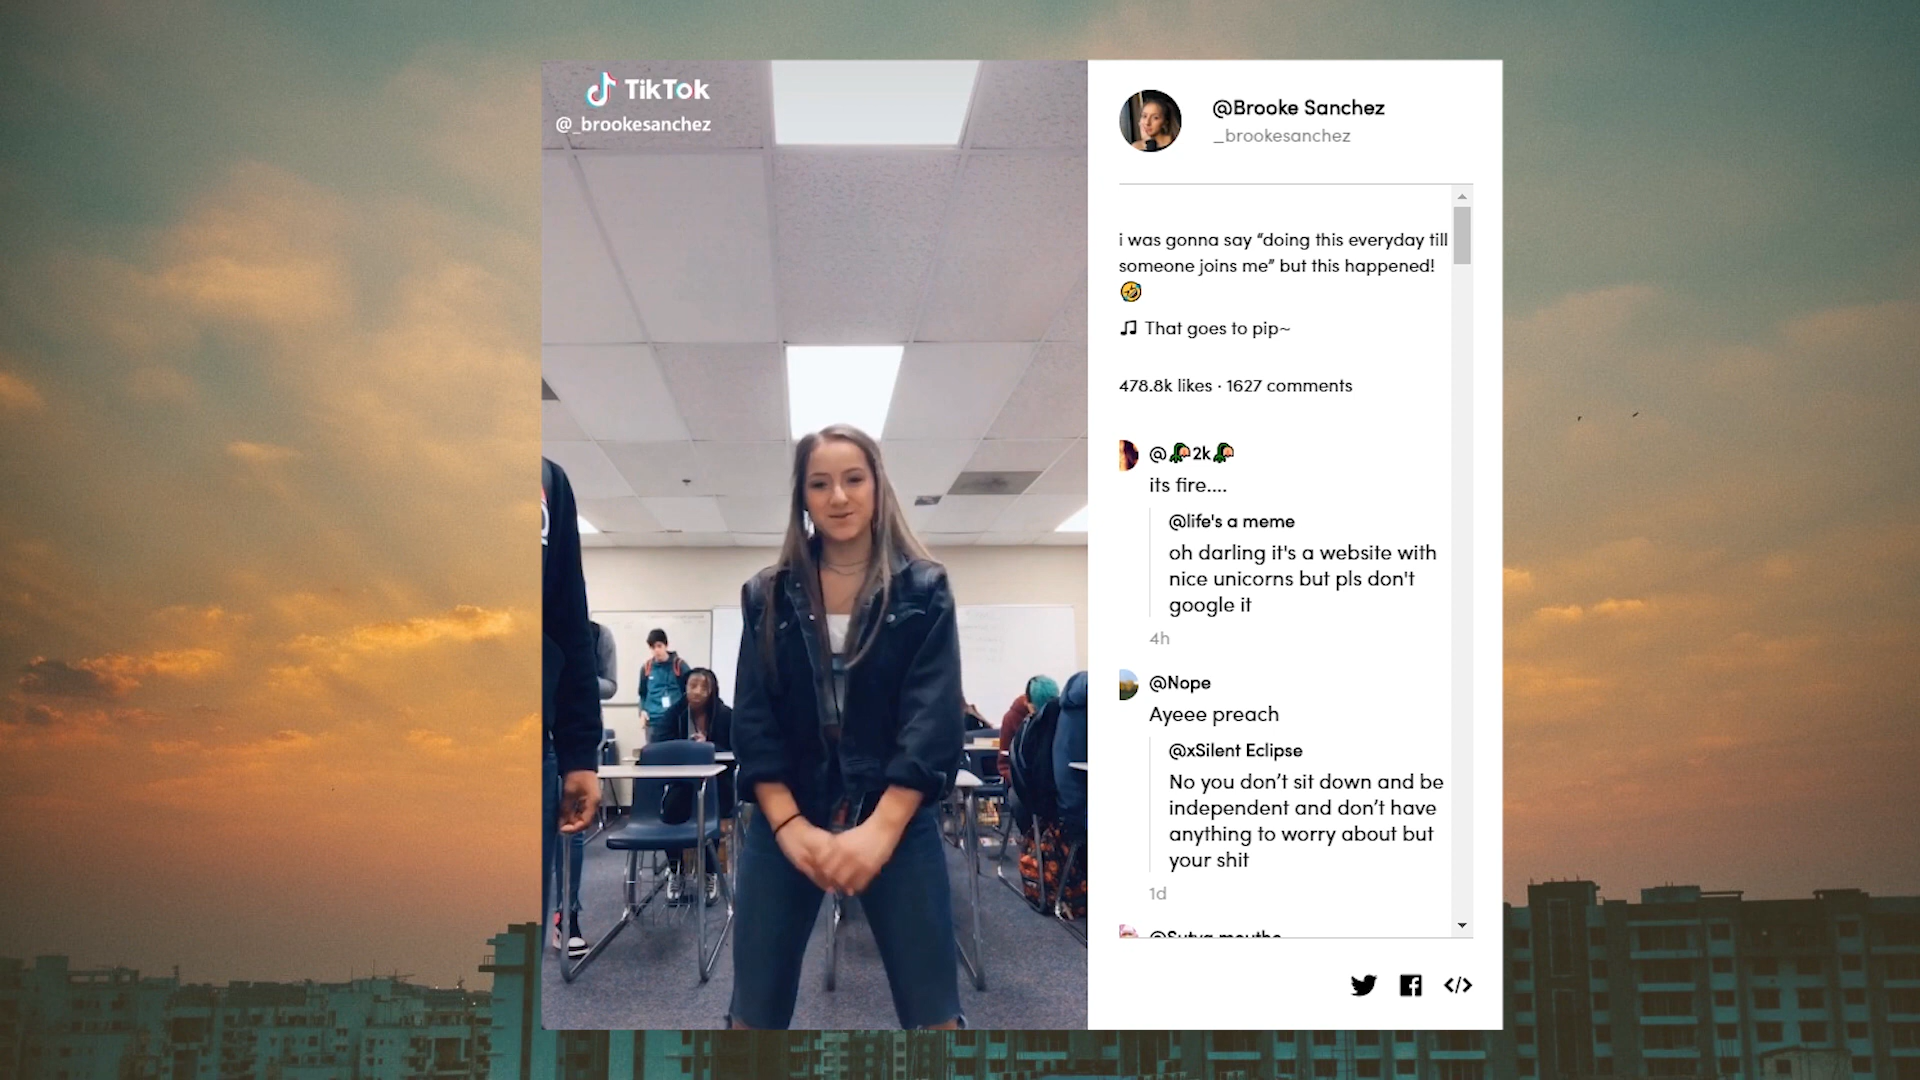 TikTok
@_brookesanchez
@Brooke Sanchez
_brookesanchez
i was gonna say “doing this everyday till
someone joins me” but this happened!
🤣
♫ That goes to pip~
478.8k likes · 1627 comments
@🧟2k🧟
its fire....
@life's a meme
oh darling it's a website with
nice unicorns but pls don't
google it
4h
@Nope
Ayeee preach
@xSilent Eclipse
No you don’t sit down and be
independent and don’t have
anything to worry about but
your shit
1d